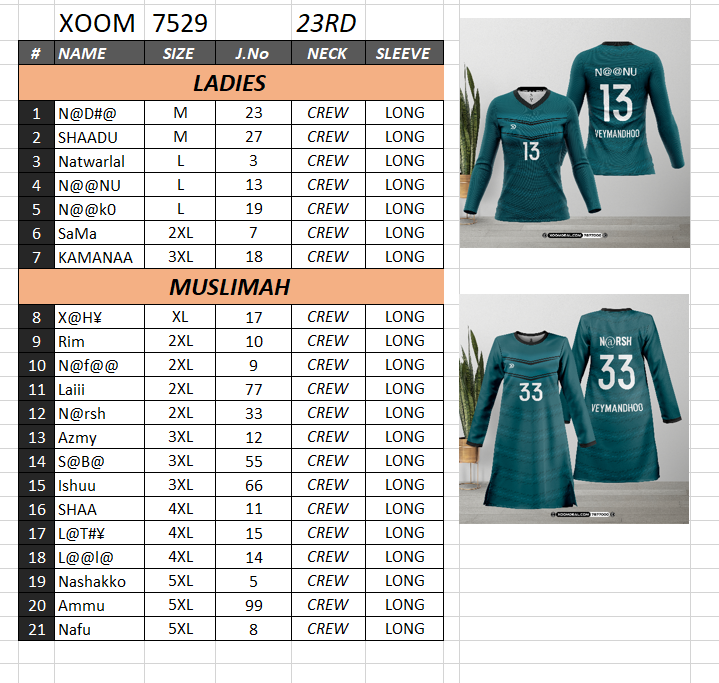 XOOM 7529 23RD
# NAME SIZE J.No NECK SLEEVE
LADIES
1 N@D#@ M 23 CREW LONG
2 SHAADU M 27 CREW LONG
3 Natwarlal L 3 CREW LONG
4 N@@NU L 13 CREW LONG
5 N@@k0 L 19 CREW LONG
6 SaMa 2XL 7 CREW LONG
7 KAMANAA 3XL 18 CREW LONG
MUSLIMAH
8 X@H¥ XL 17 CREW LONG
9 Rim 2XL 10 CREW LONG
10 N@f@@ 2XL 9 CREW LONG
11 Laiii 2XL 77 CREW LONG
12 N@rsh 2XL 33 CREW LONG
13 Azmy 3XL 12 CREW LONG
14 S@B@ 3XL 55 CREW LONG
15 Ishuu 3XL 66 CREW LONG
16 SHAA 4XL 11 CREW LONG
17 L@T#¥ 4XL 15 CREW LONG
18 L@@l@ 4XL 14 CREW LONG
19 Nashakko 5XL 5 CREW LONG
20 Ammu 5XL 99 CREW LONG
21 Nafu 5XL 8 CREW LONG
N@@NU
13
VEYMANDHOO
13
N@RSH
33
VEYMANDHOO
33